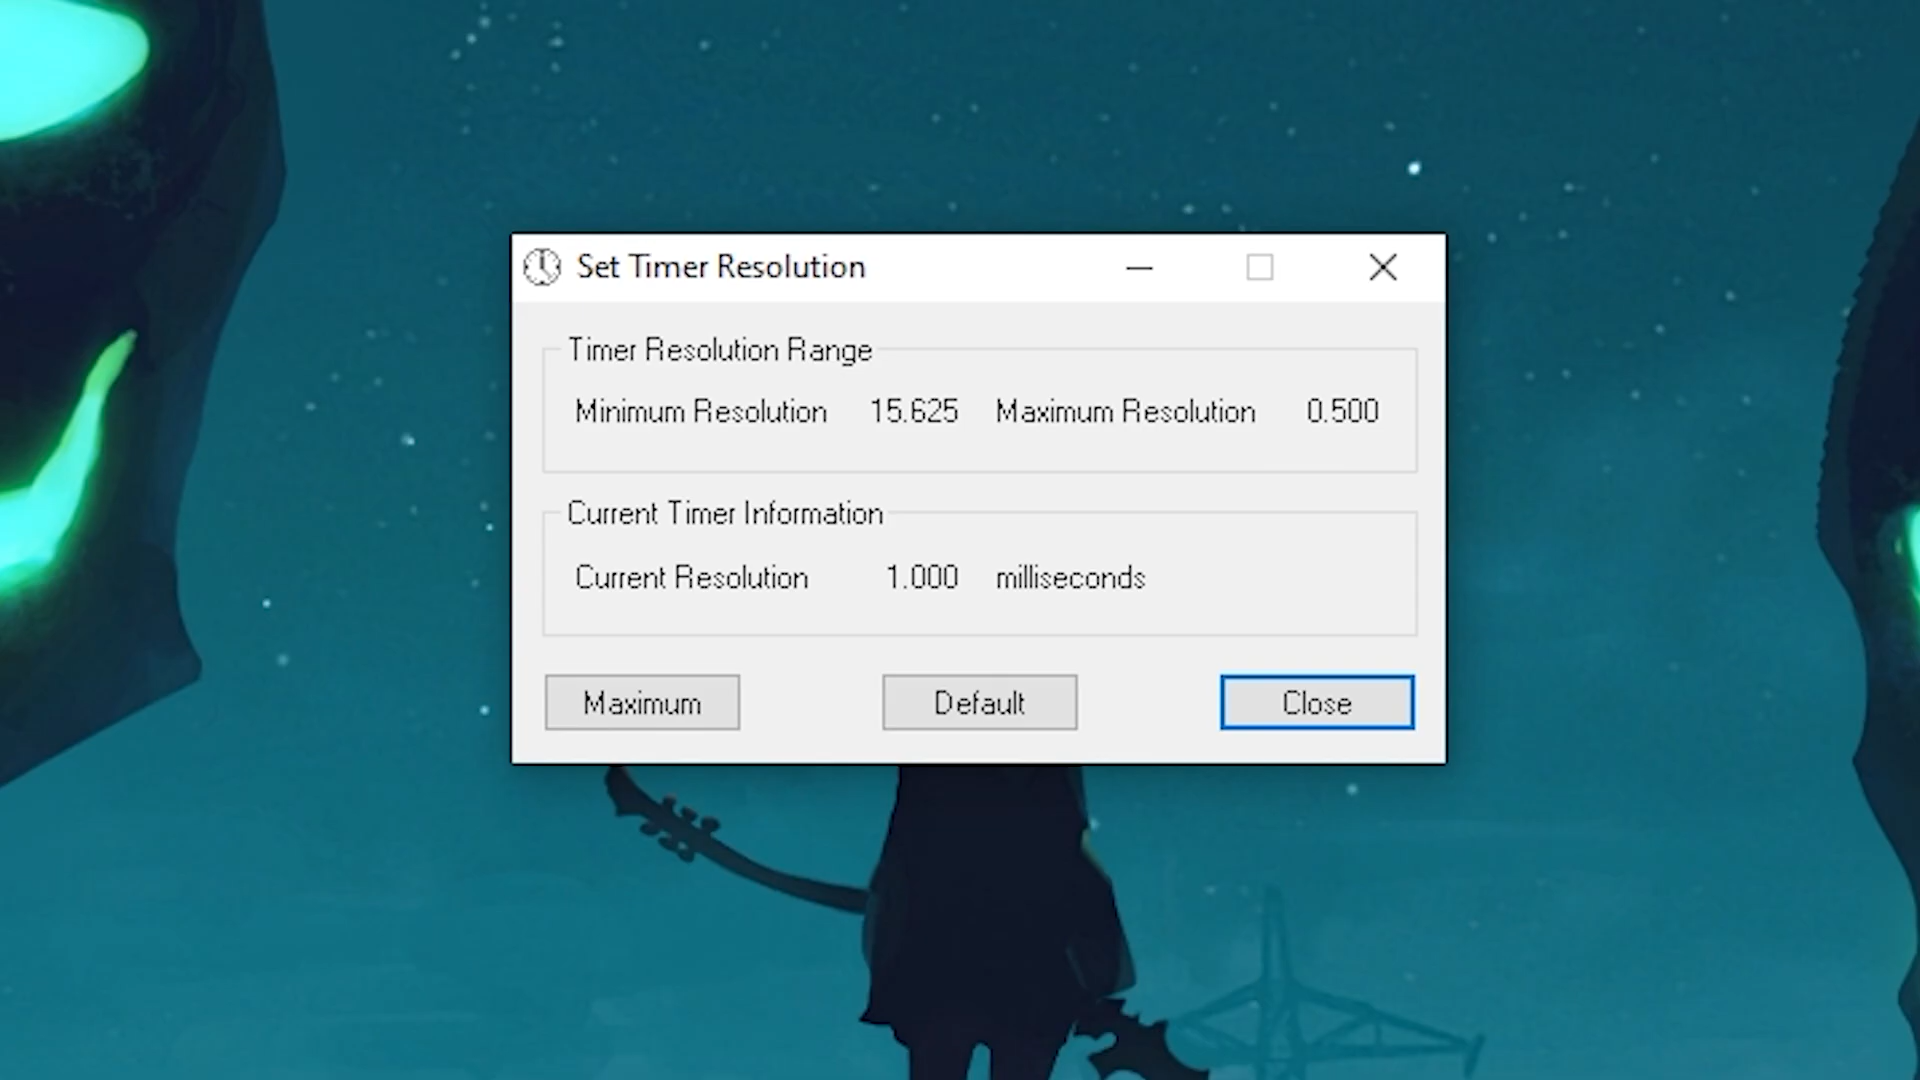 Set Timer Resolution
Timer Resolution Range
Minimum Resolution 15.625 Maximum Resolution 0.500
Current Timer Information
Current Resolution 1.000 milliseconds
Maximum Default Close